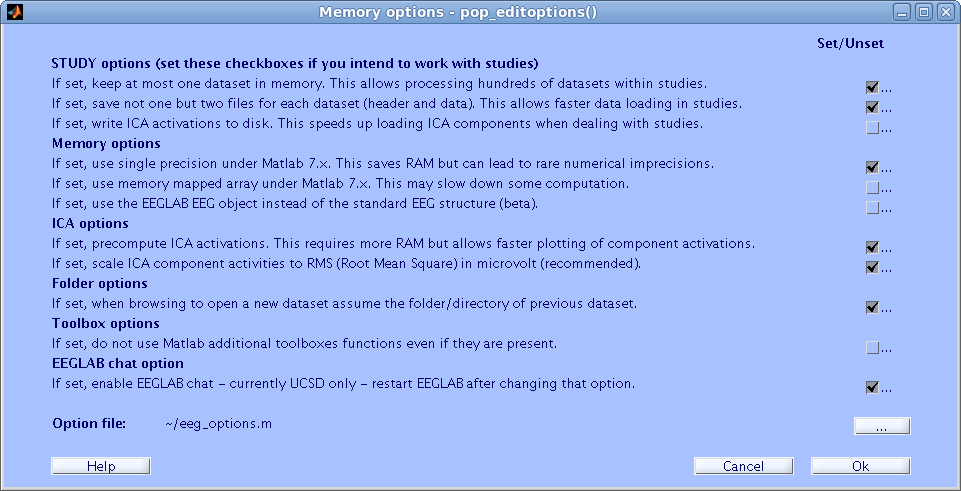 Memory options - pop_editoptions()
Set/Unset
STUDY options (set these checkboxes if you intend to work with studies)
If set, keep at most one dataset in memory. This allows processing hundreds of datasets within studies. ...
If set, save not one but two files for each dataset (header and data). This allows faster data loading in studies. ...
If set, write ICA activations to disk. This speeds up loading ICA components when dealing with studies. ...
Memory options
If set, use single precision under Matlab 7.x. This saves RAM but can lead to rare numerical imprecisions. ...
If set, use memory mapped array under Matlab 7.x. This may slow down some computation. ...
If set, use the EEGLAB EEG object instead of the standard EEG structure (beta). ...
ICA options
If set, precompute ICA activations. This requires more RAM but allows faster plotting of component activations. ...
If set, scale ICA component activities to RMS (Root Mean Square) in microvolt (recommended). ...
Folder options
If set, when browsing to open a new dataset assume the folder/directory of previous dataset. ...
Toolbox options
If set, do not use Matlab additional toolboxes functions even if they are present. ...
EEGLAB chat option
If set, enable EEGLAB chat – currently UCSD only – restart EEGLAB after changing that option. ...
Option file: ~/eeg_options.m ...
Help Cancel Ok